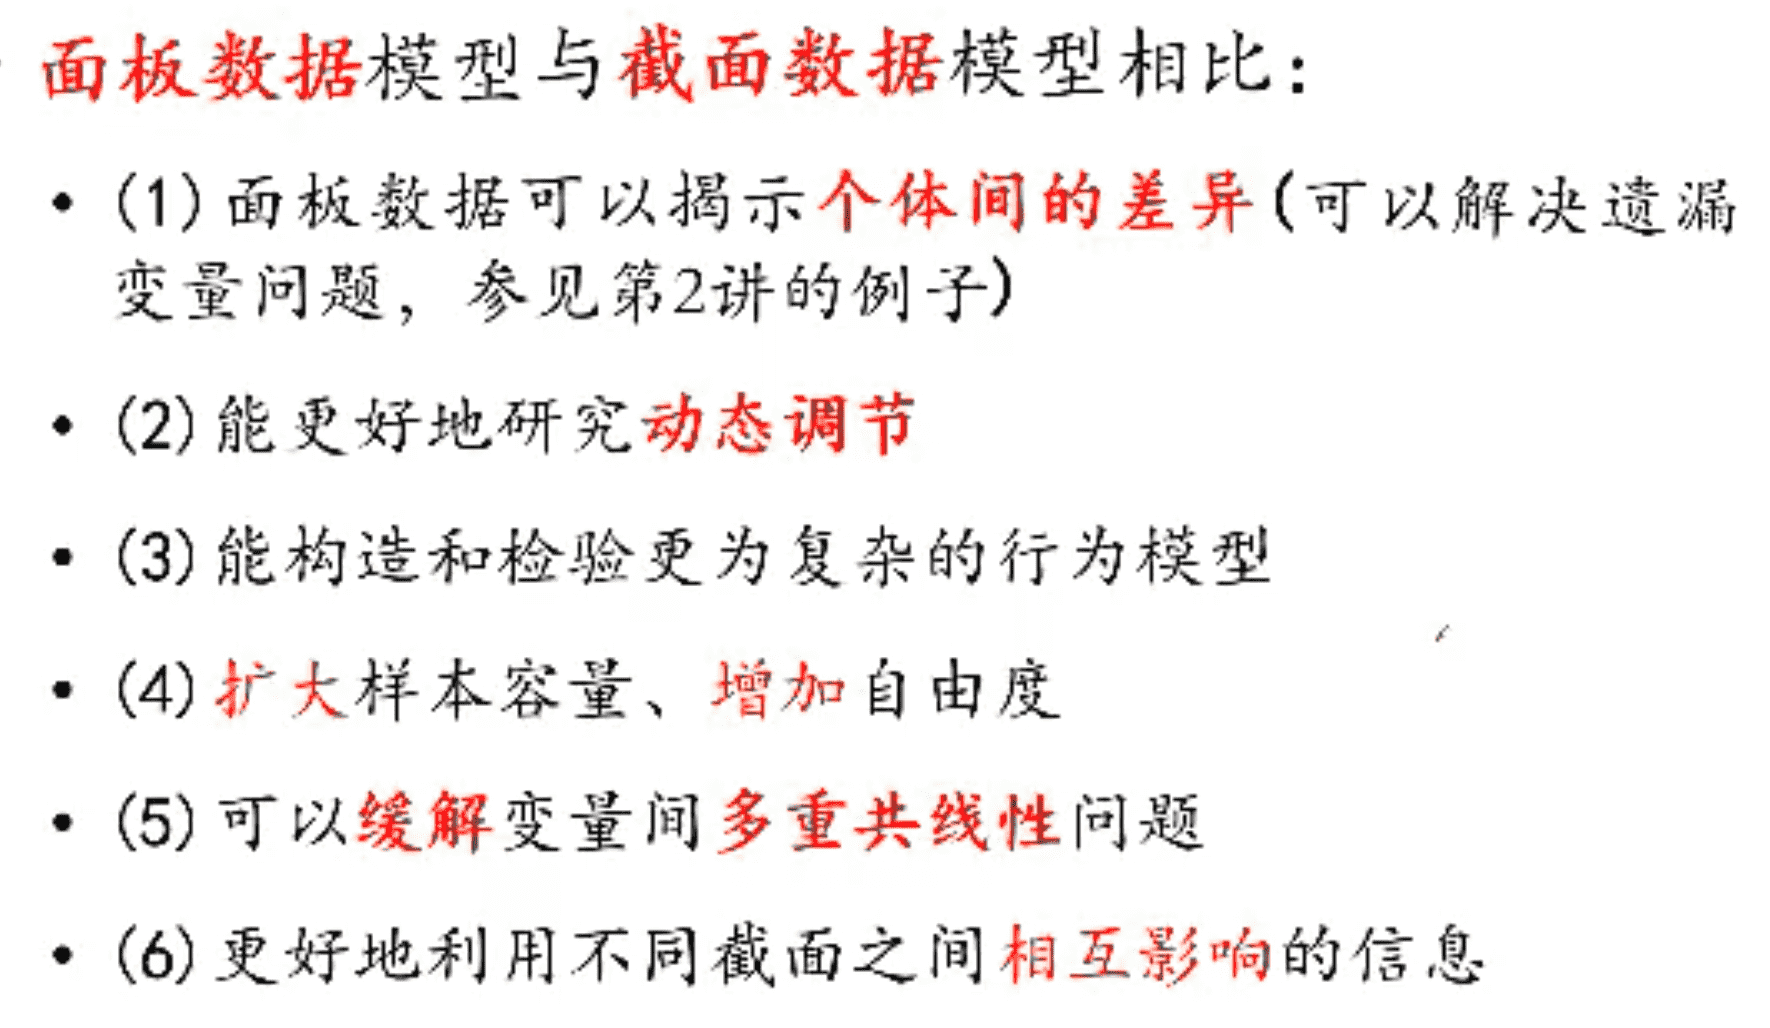 面板数据模型与截面数据模型相比：
• (1)面板数据可以揭示个体间的差异(可以解决遗漏
变量问题，参见第2讲的例子)
• (2)能更好地研究动态调节
• (3)能构造和检验更为复杂的行为模型
• (4)扩大样本容量、增加自由度
• (5)可以缓解变量间多重共线性问题
• (6)更好地利用不同截面之间相互影响的信息